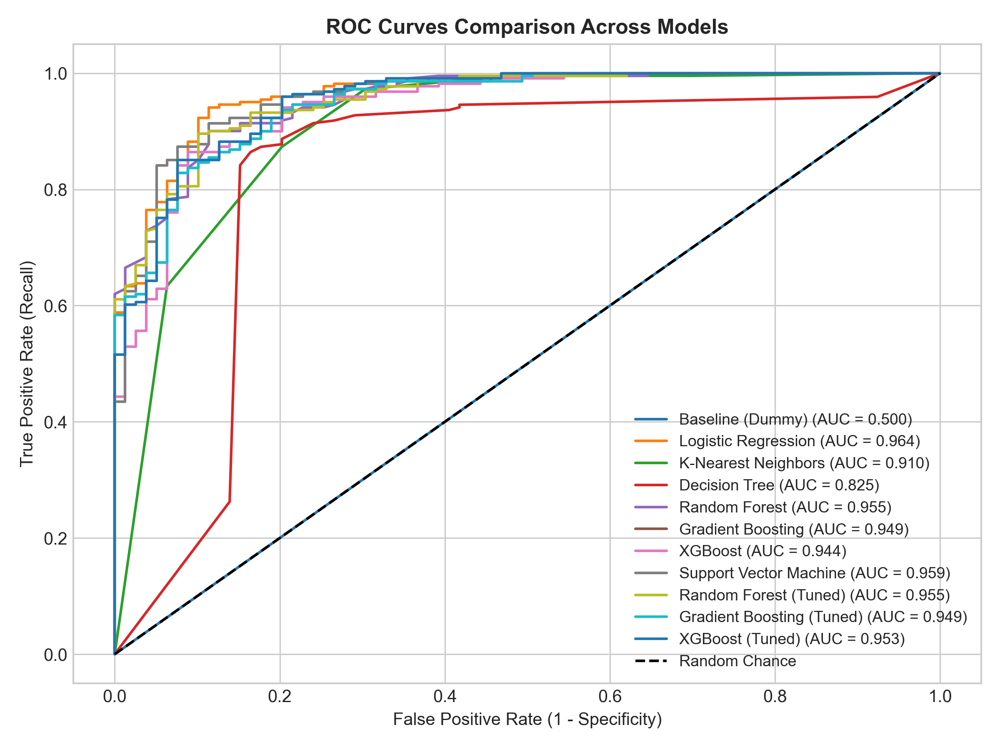 ROC Curves Comparison Across Models
True Positive Rate (Recall)
1.0
0.8
0.6
0.4
0.2
0.0
Baseline (Dummy) (AUC = 0.500)
Logistic Regression (AUC = 0.964)
K-Nearest Neighbors (AUC = 0.910)
Decision Tree (AUC = 0.825)
Random Forest (AUC = 0.955)
Gradient Boosting (AUC = 0.949)
XGBoost (AUC = 0.944)
Support Vector Machine (AUC = 0.959)
Random Forest (Tuned) (AUC = 0.955)
Gradient Boosting (Tuned) (AUC = 0.949)
XGBoost (Tuned) (AUC = 0.953)
Random Chance
0.0 0.2 0.4 0.6 0.8 1.0
False Positive Rate (1 - Specificity)